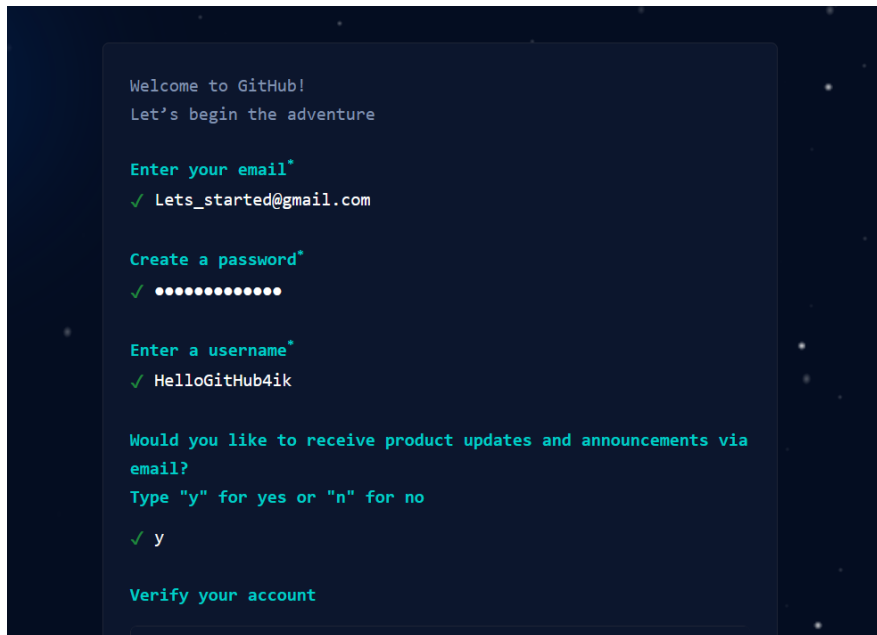 Welcome to GitHub!
Let’s begin the adventure
Enter your email*
✓ Lets_started@gmail.com
Create a password*
✓ •••••••••••••
Enter a username*
✓ HelloGitHub4ik
Would you like to receive product updates and announcements via
email?
Type "y" for yes or "n" for no
✓ y
Verify your account